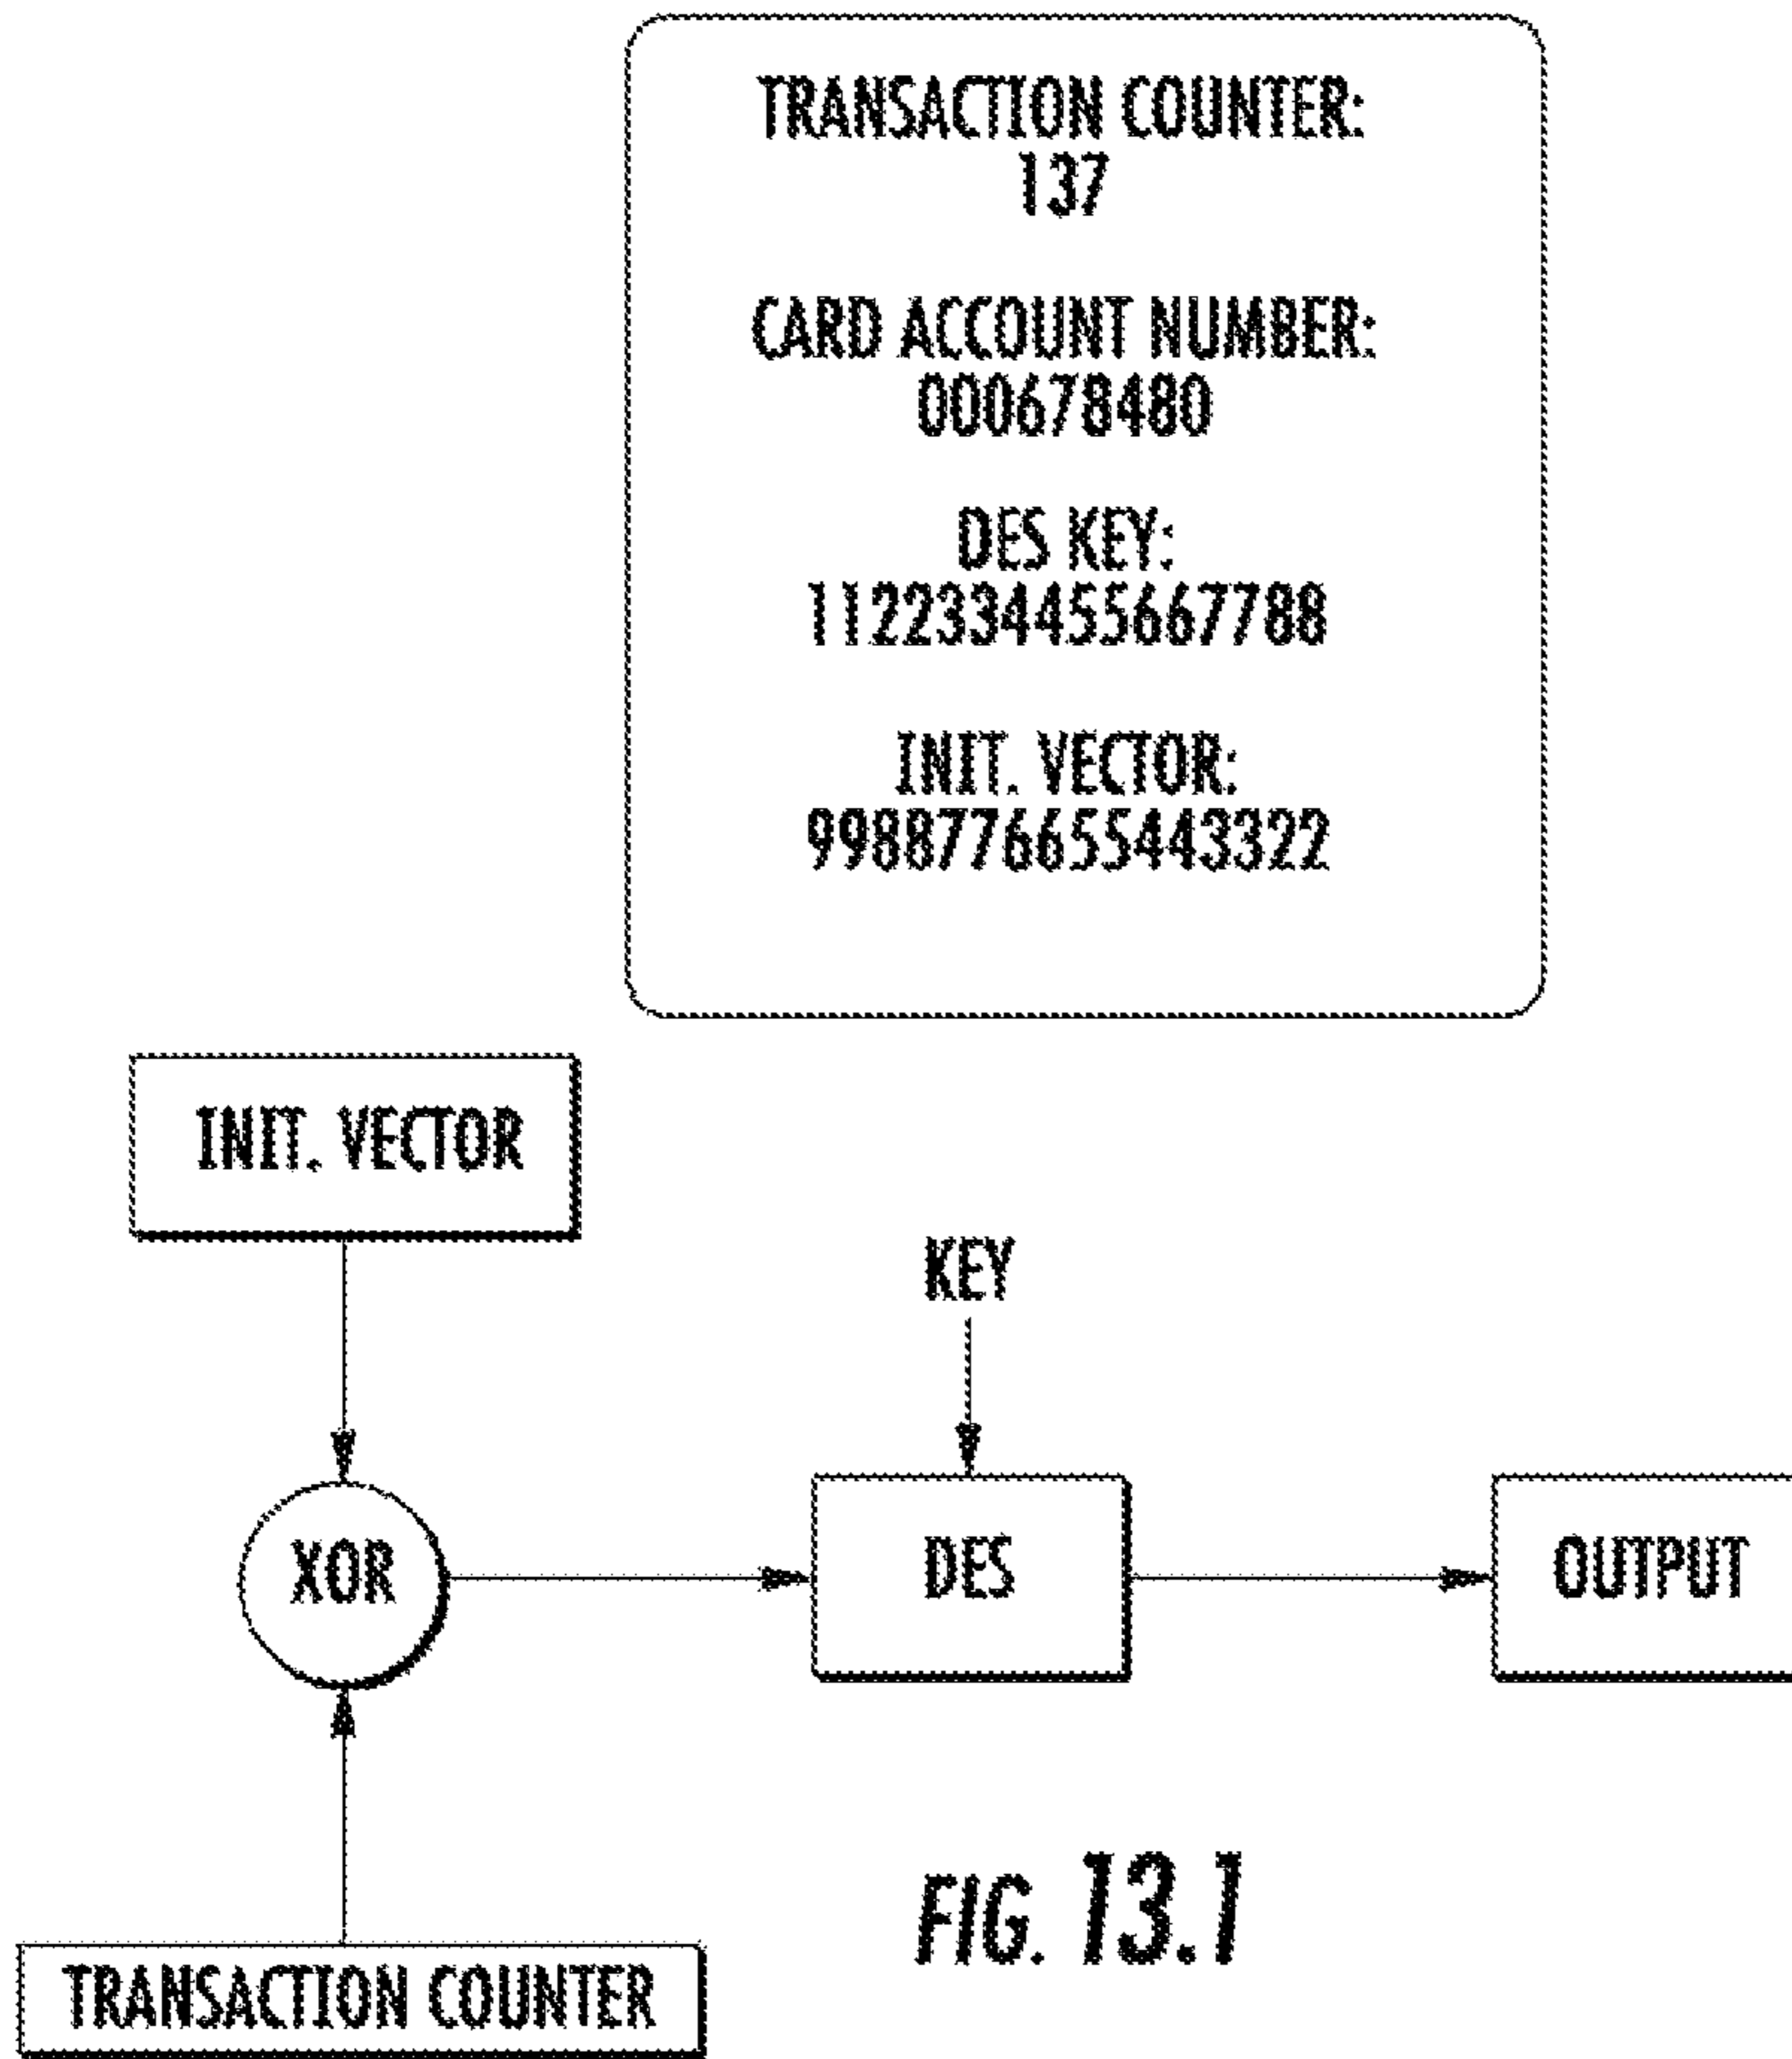 TRANSACTION COUNTER:
137
CARD ACCOUNT NUMBER:
000678480
DES KEY:
1122334455667788
INIT. VECTOR:
9988776655443322
INIT. VECTOR
KEY
XOR
DES
OUTPUT
TRANSACTION COUNTER
FIG. 13.1